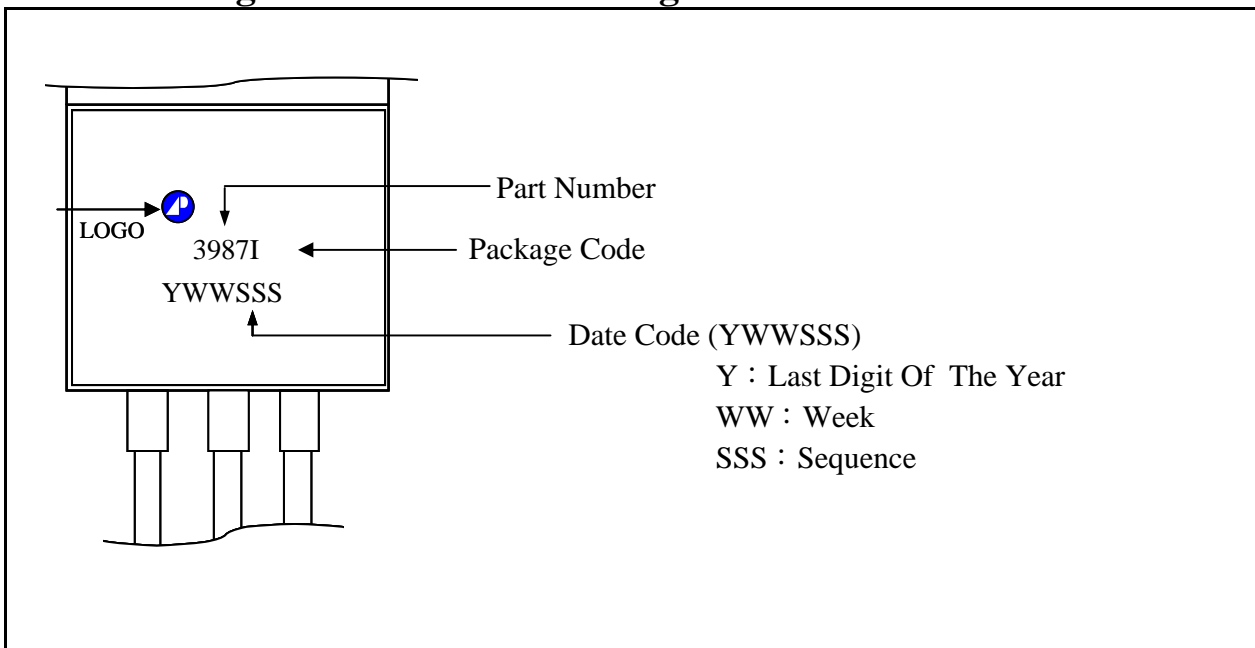 Part Number
LOGO
3987I
Package Code
YWWSSS
Date Code (YWWSSS)
Y：Last Digit Of The Year
WW：Week
SSS：Sequence